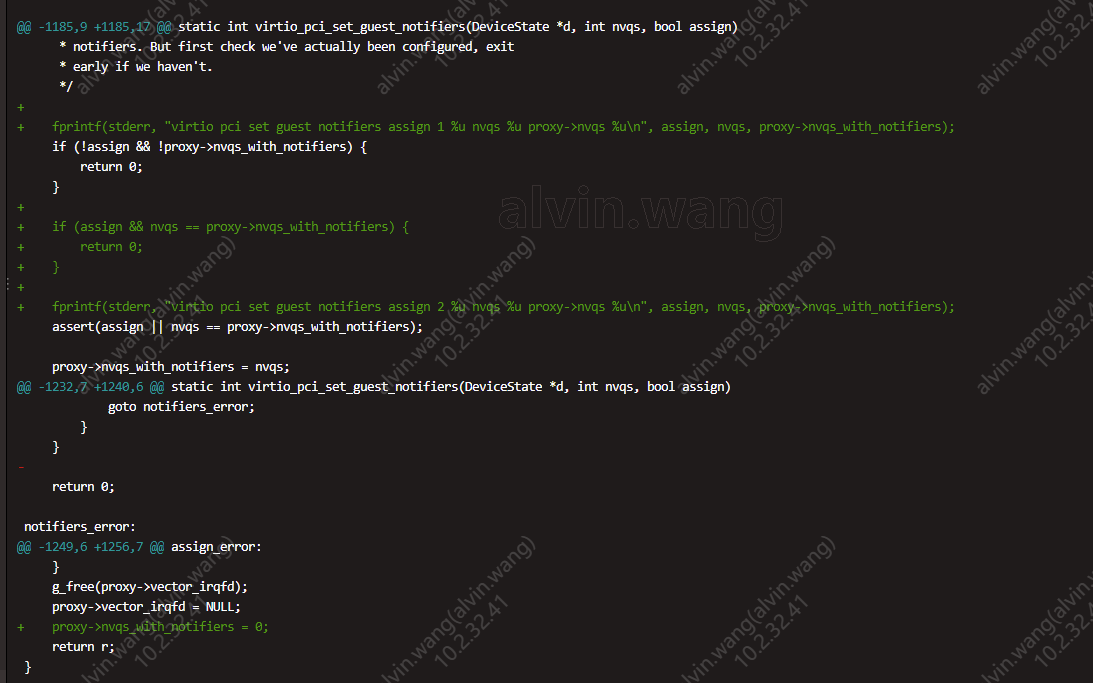 @@ -1185,9 +1185,17 @@ static int virtio_pci_set_guest_notifiers(DeviceState *d, int nvqs, bool assign)
      * notifiers. But first check we've actually been configured, exit
      * early if we haven't.
      */
+
+    fprintf(stderr, "virtio pci set guest notifiers assign 1 %u nvqs %u proxy->nvqs %u\n", assign, nvqs, proxy->nvqs_with_notifiers);
     if (!assign && !proxy->nvqs_with_notifiers) {
         return 0;
     }
+
+    if (assign && nvqs == proxy->nvqs_with_notifiers) {
+        return 0;
+    }
+
+    fprintf(stderr, "virtio pci set guest notifiers assign 2 %u nvqs %u proxy->nvqs %u\n", assign, nvqs, proxy->nvqs_with_notifiers);
     assert(assign || nvqs == proxy->nvqs_with_notifiers);

     proxy->nvqs_with_notifiers = nvqs;
@@ -1232,7 +1240,6 @@ static int virtio_pci_set_guest_notifiers(DeviceState *d, int nvqs, bool assign)
             goto notifiers_error;
         }
     }
-
     return 0;

 notifiers_error:
@@ -1249,6 +1256,7 @@ assign_error:
     }
     g_free(proxy->vector_irqfd);
     proxy->vector_irqfd = NULL;
+    proxy->nvqs_with_notifiers = 0;
     return r;
 }
alvin.wang
alvin.wang(alvin.wang)
10.2.32.41